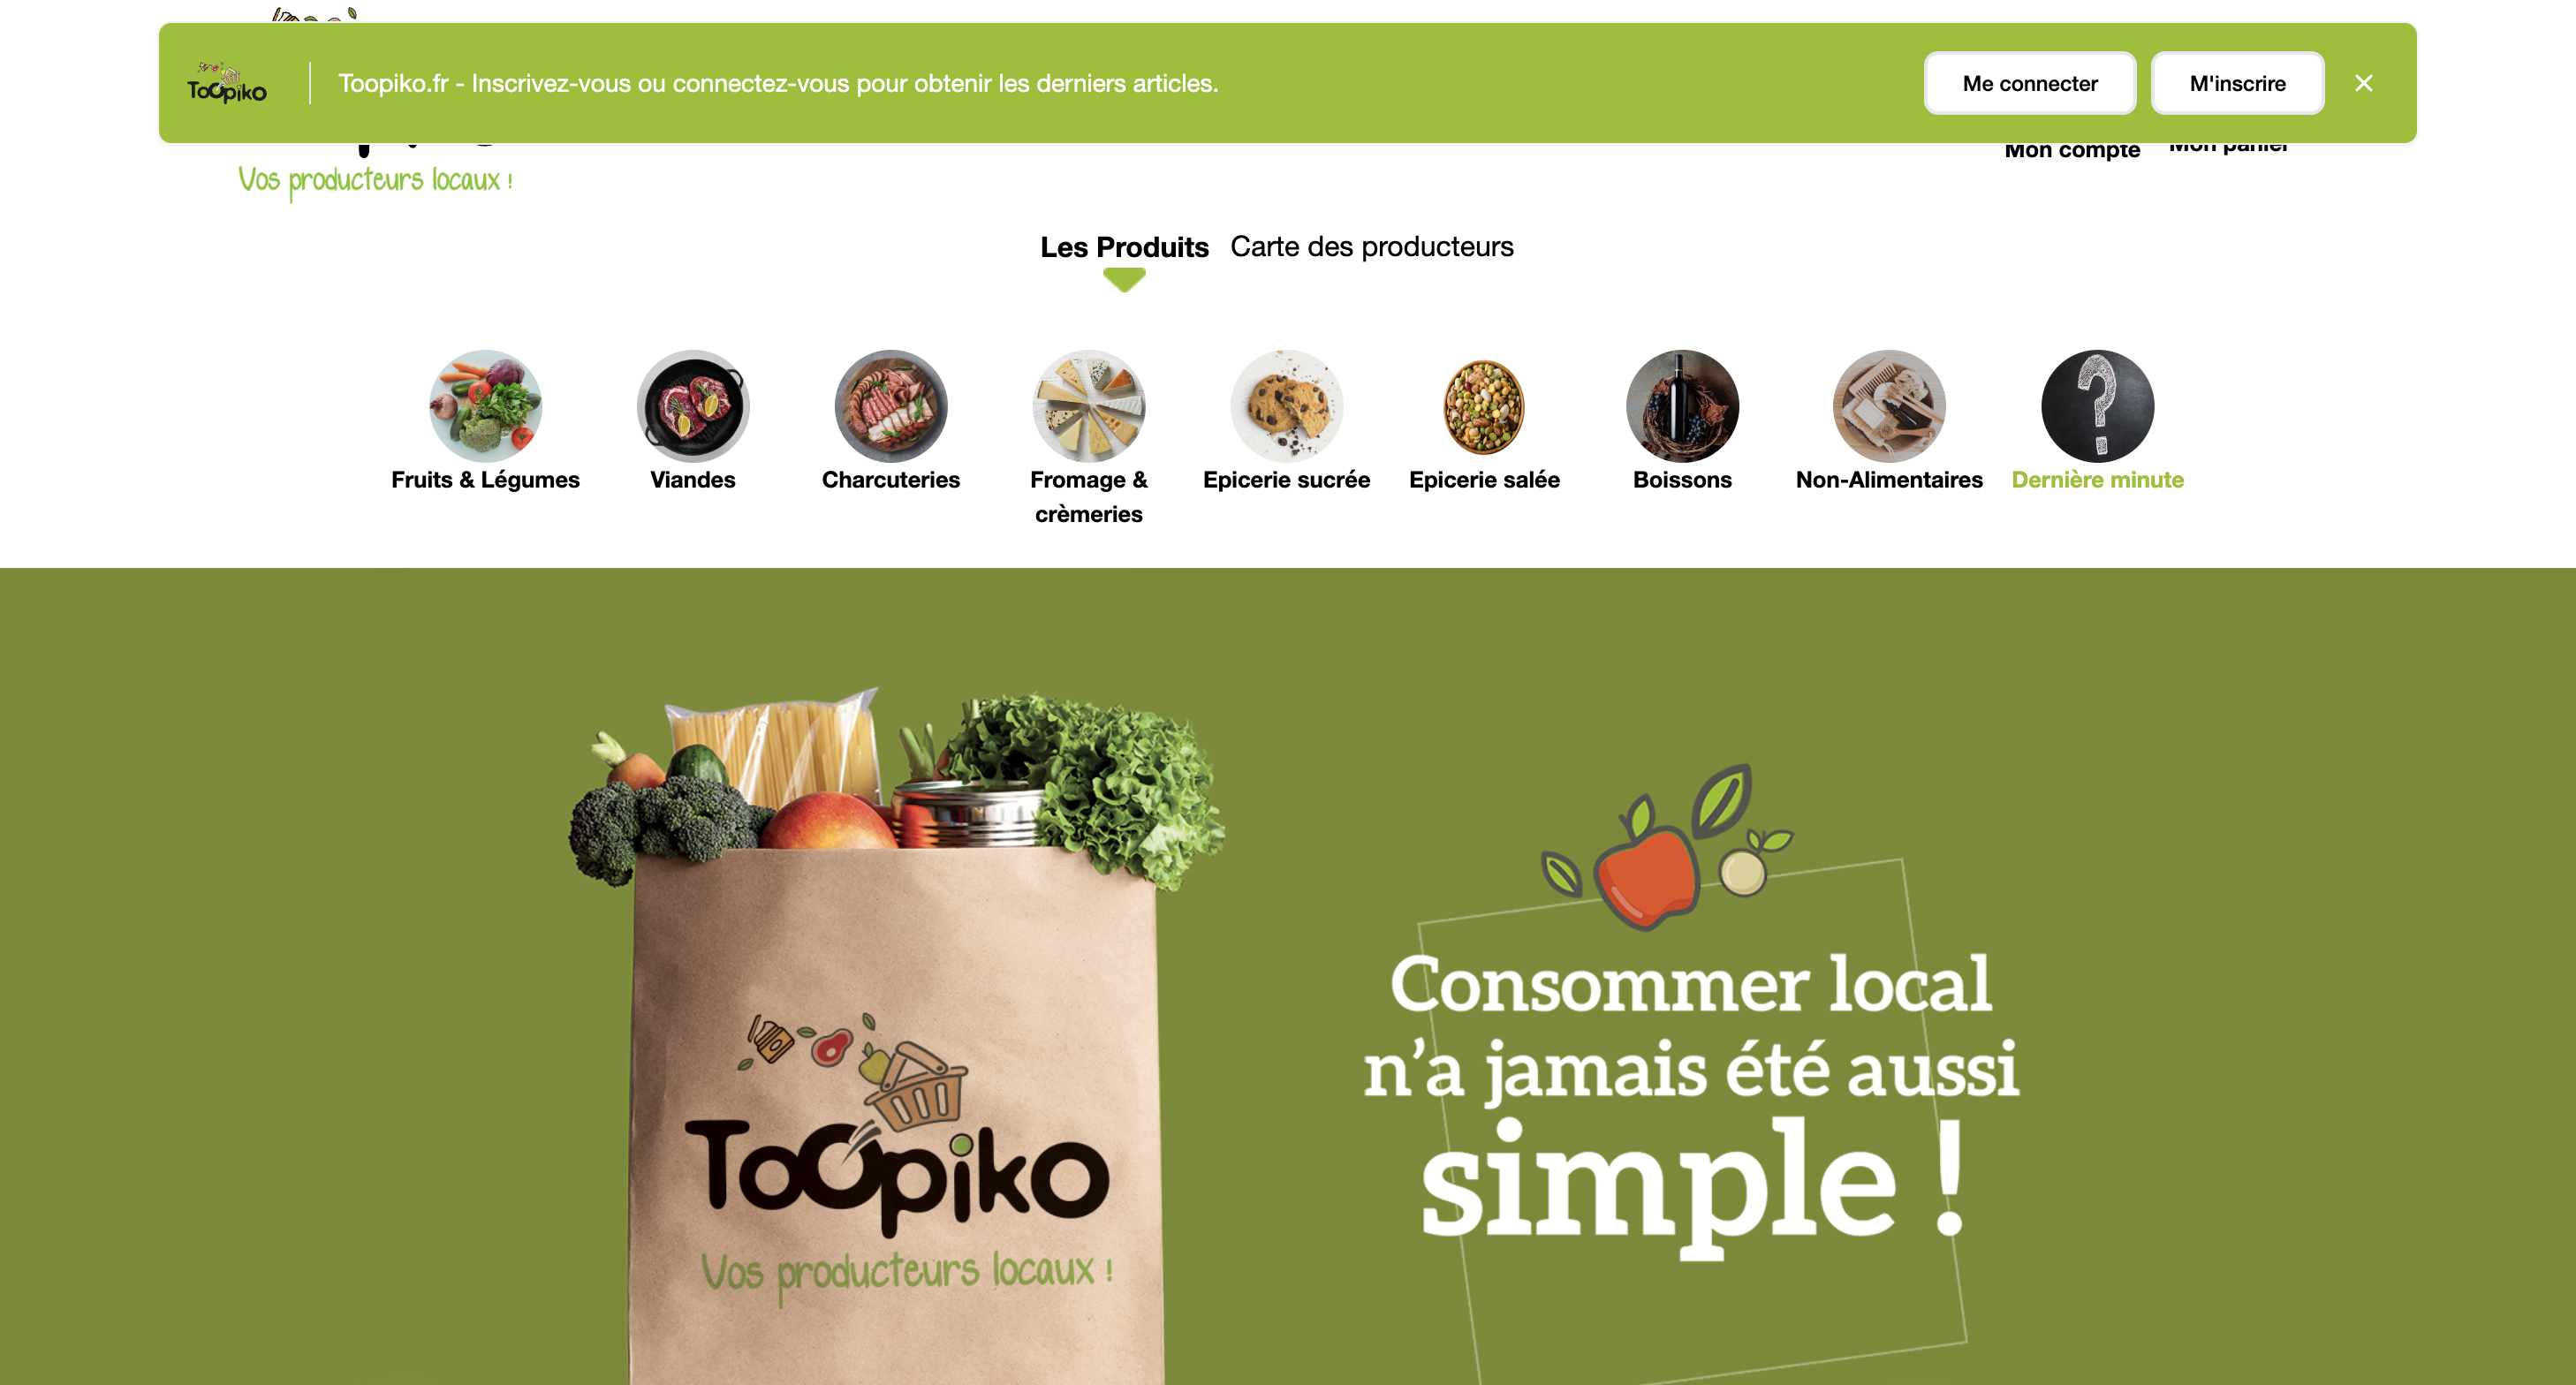 Toopiko
Toopiko.fr - Inscrivez-vous ou connectez-vous pour obtenir les derniers articles.
Me connecter
M'inscrire
Mon compte
Mon panier
Vos producteurs locaux !
Les Produits
Carte des producteurs
Fruits & Légumes
Viandes
Charcuteries
Fromage &
crèmeries
Epicerie sucrée
Epicerie salée
Boissons
Non-Alimentaires
Dernière minute
?
Consommer local
n’a jamais été aussi
simple !
ToOpiko
Vos producteurs locaux !